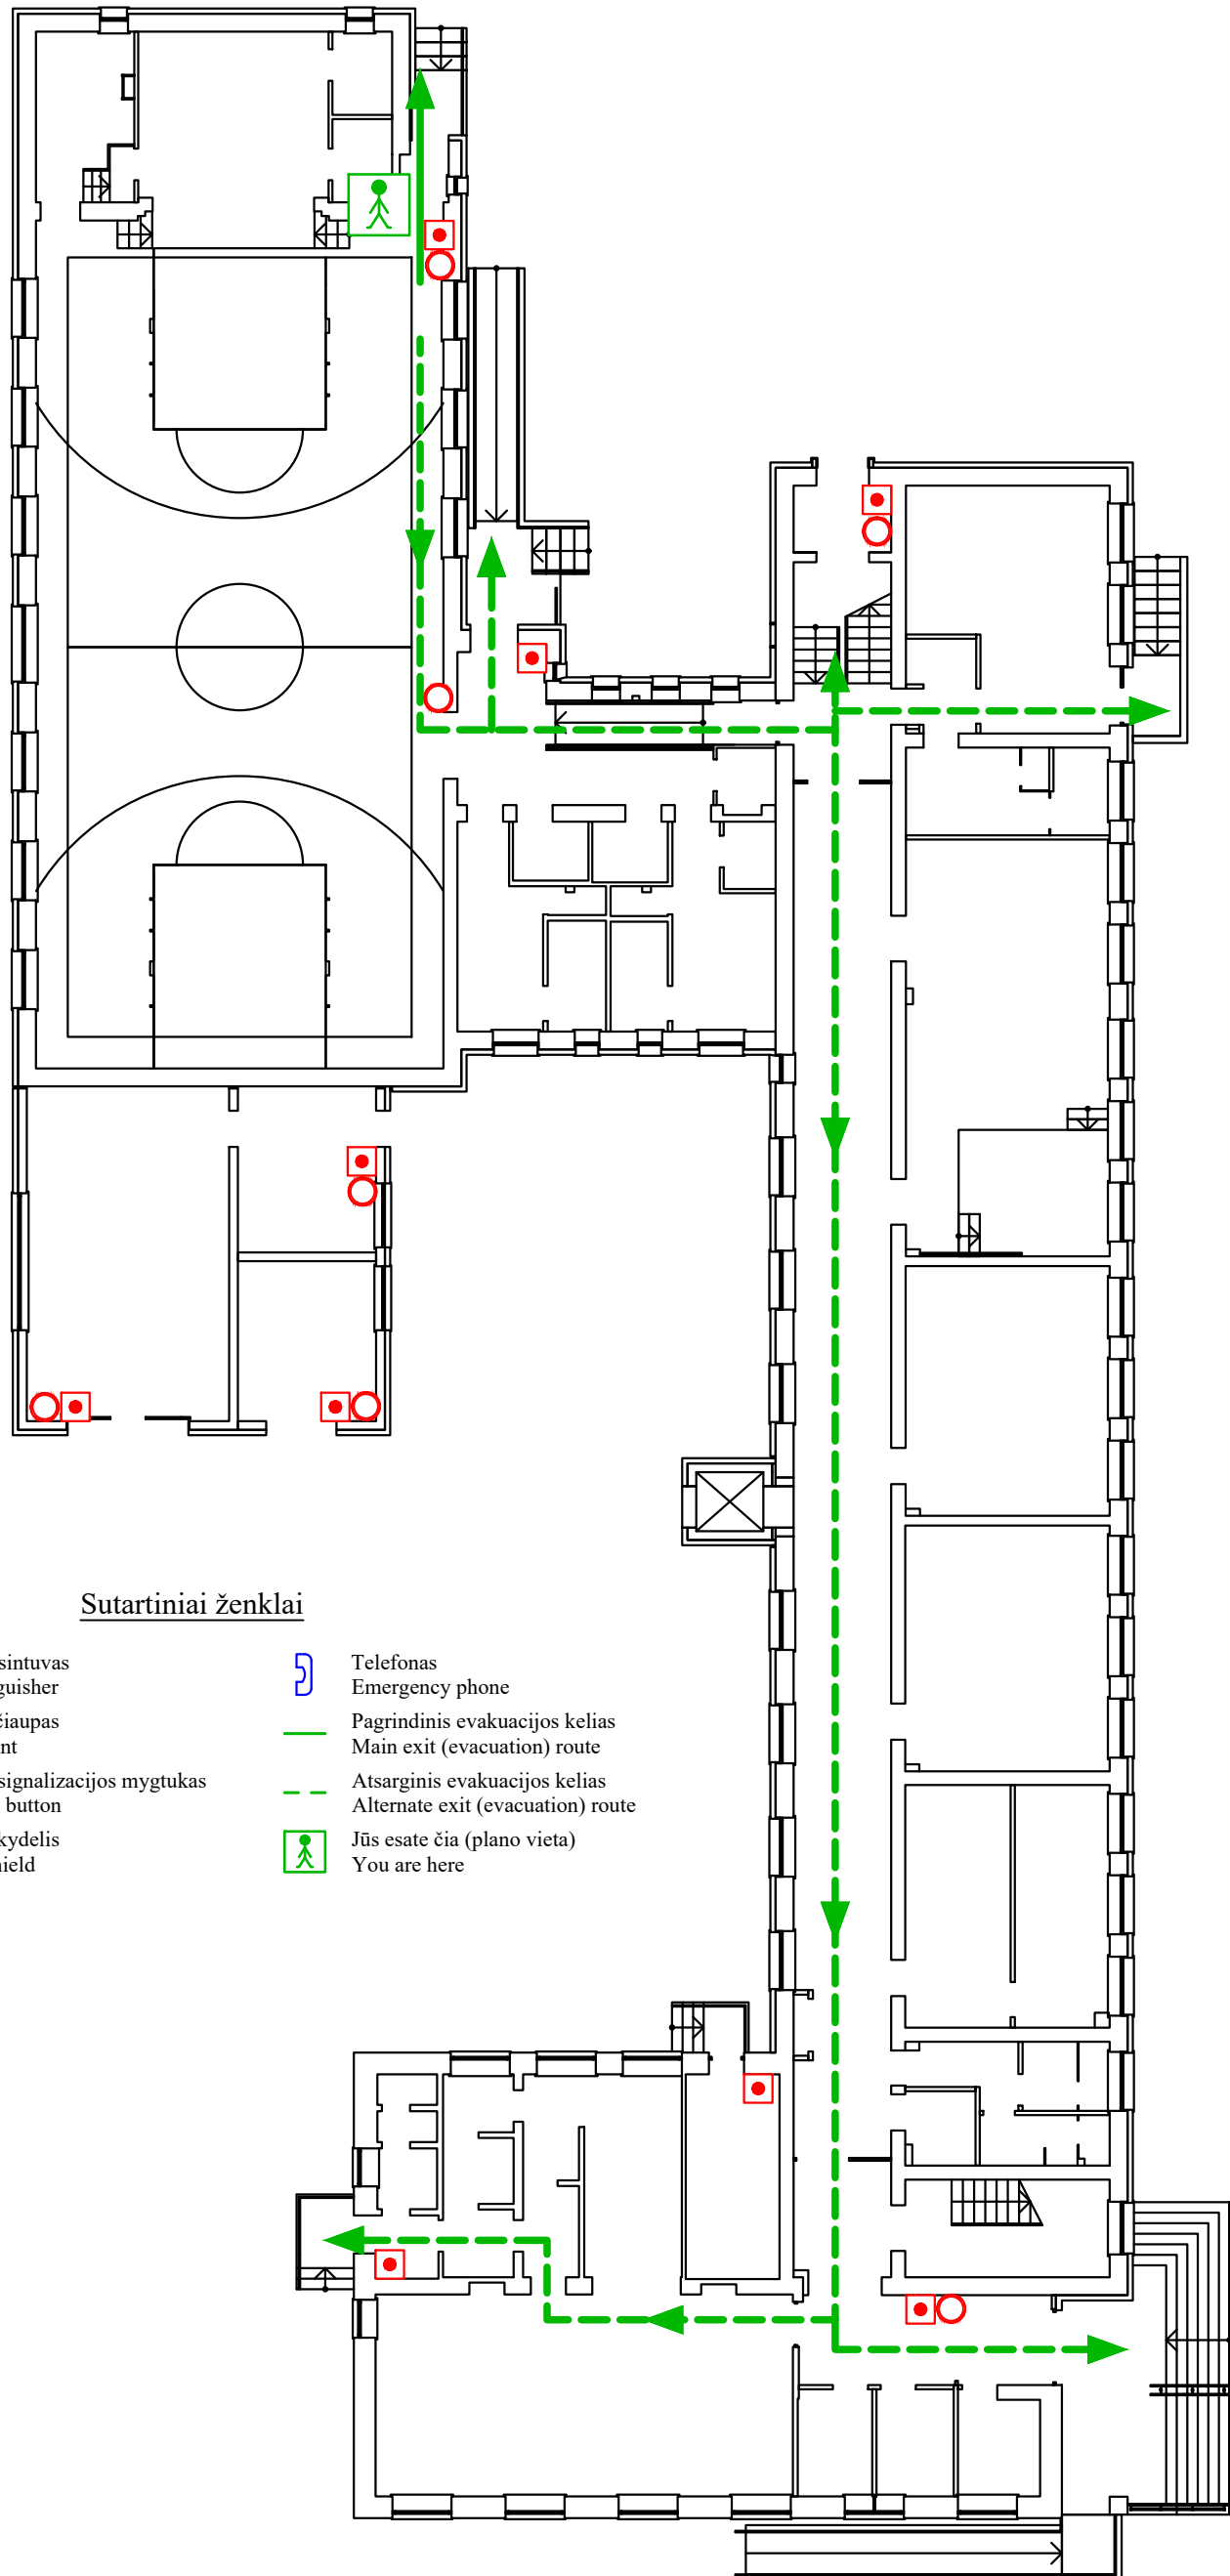 Sutartiniai ženklai
sintuvas
guisher
čiaupas
nt
signalizacijos mygtukas
button
kydelis
Telefonas
Emergency phone
Pagrindinis evakuacijos kelias
Main exit (evacuation) route
Atsarginis evakuacijos kelias
Alternate exit (evacuation) route
Jūs esate čia (plano vieta)
You are here